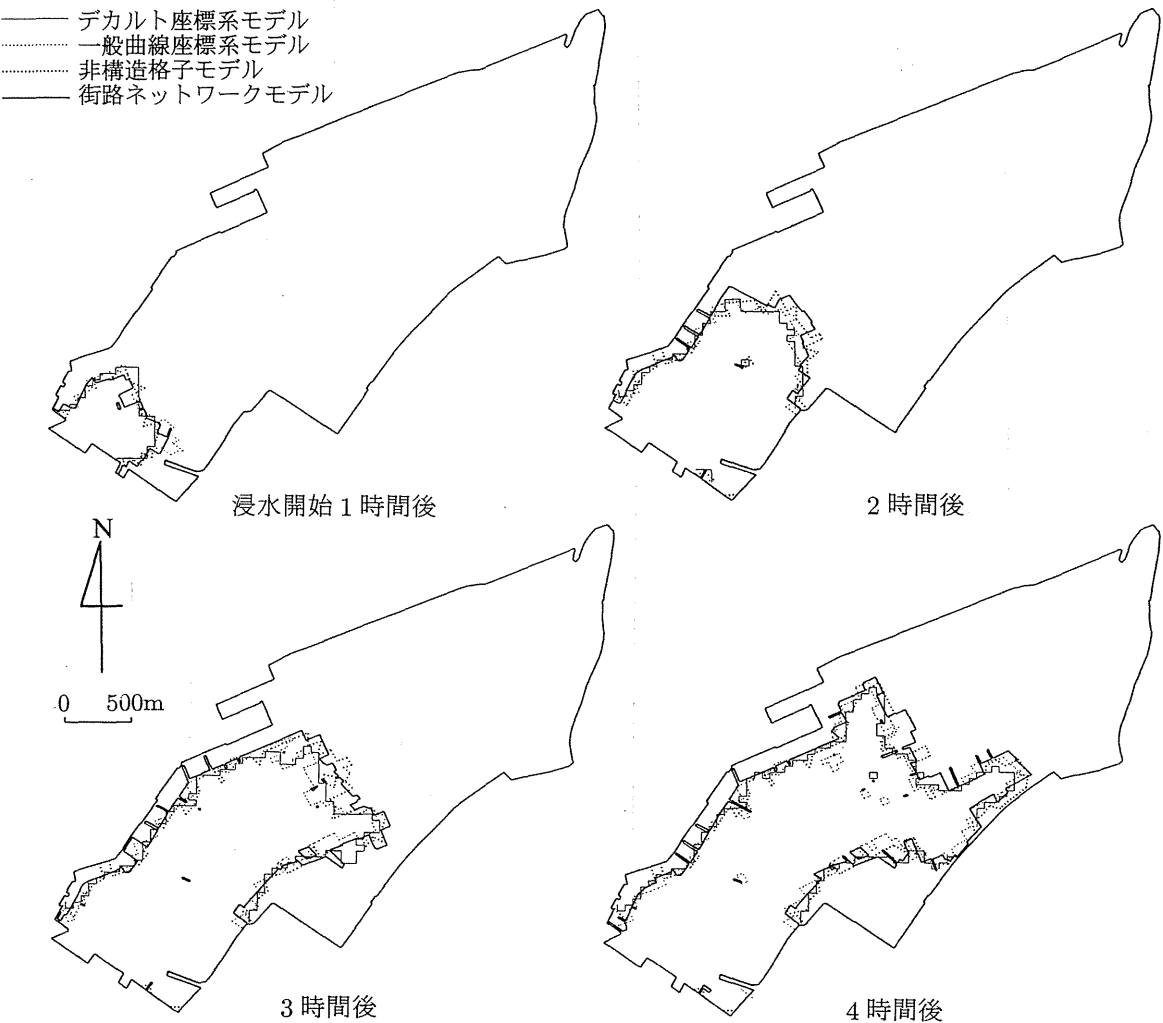 デカルト座標系モデル
一般曲線座標系モデル
非構造格子モデル
街路ネットワークモデル
浸水開始1時間後
2時間後
N
0 500m
3時間後
4時間後